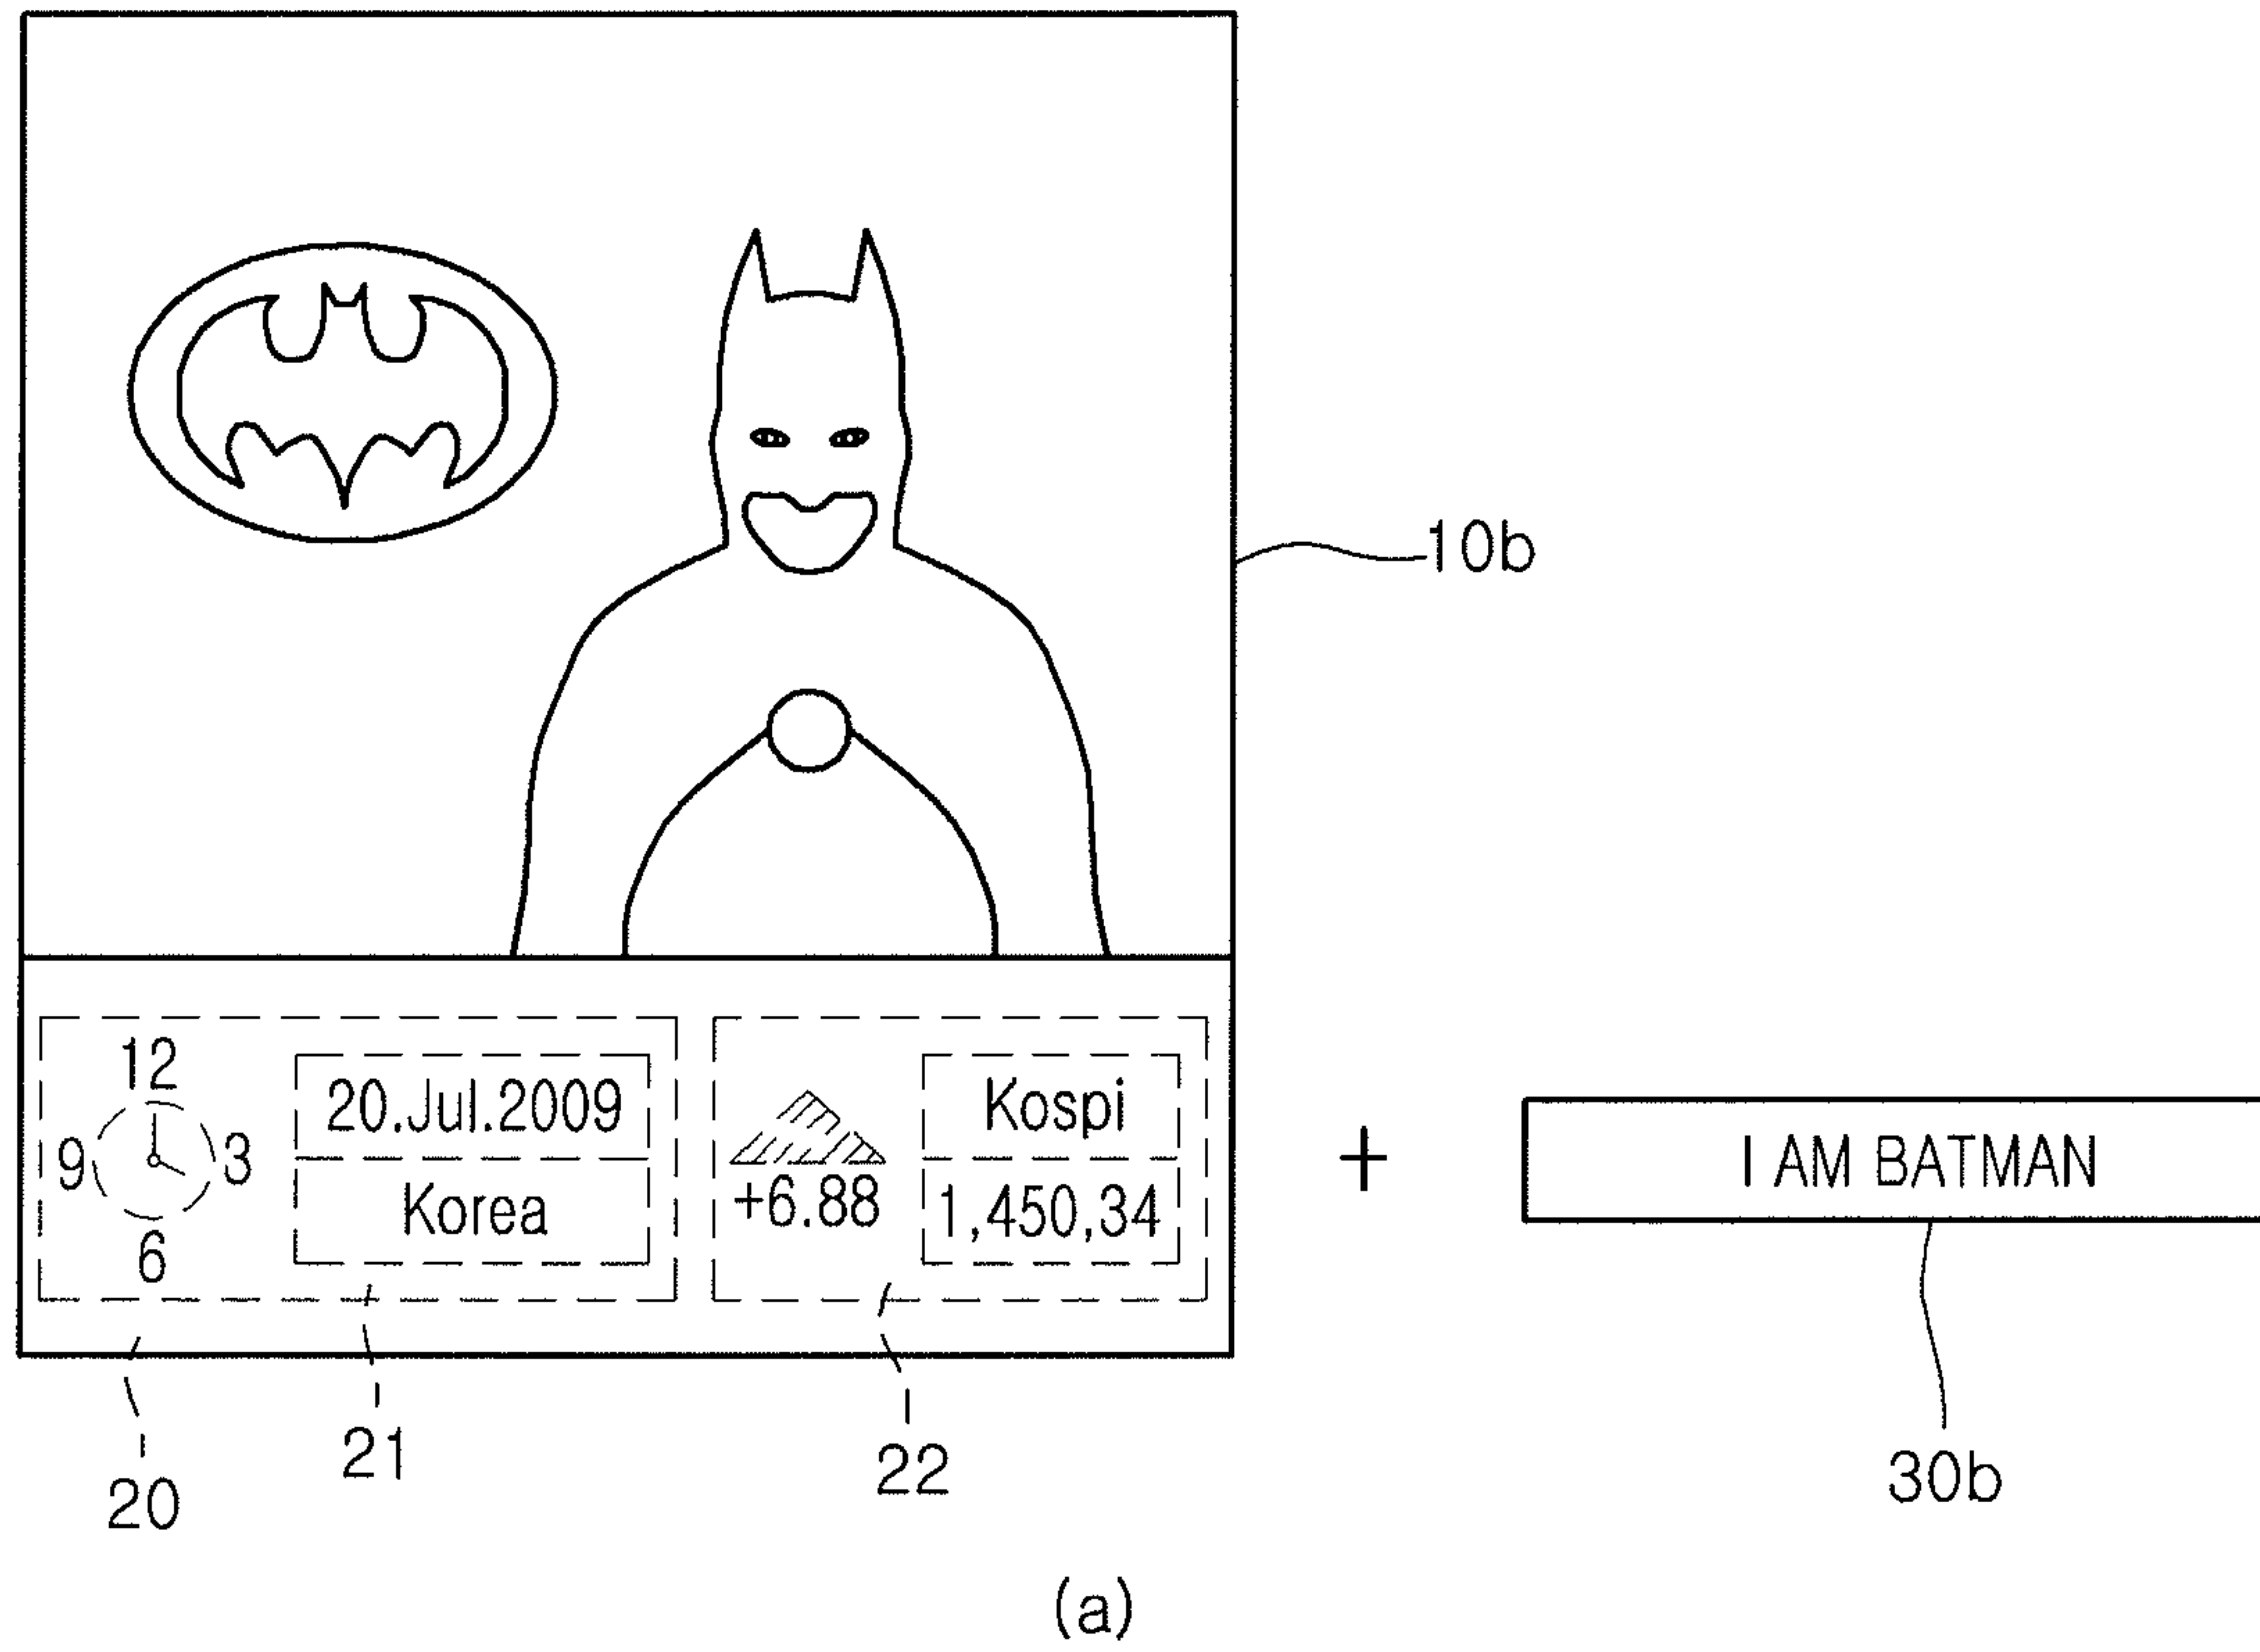 10b
12
9
3
6
20.Jul.2009
Korea
+6.88
Kospi
1,450,34
+
I AM BATMAN
20
21
22
30b
(a)